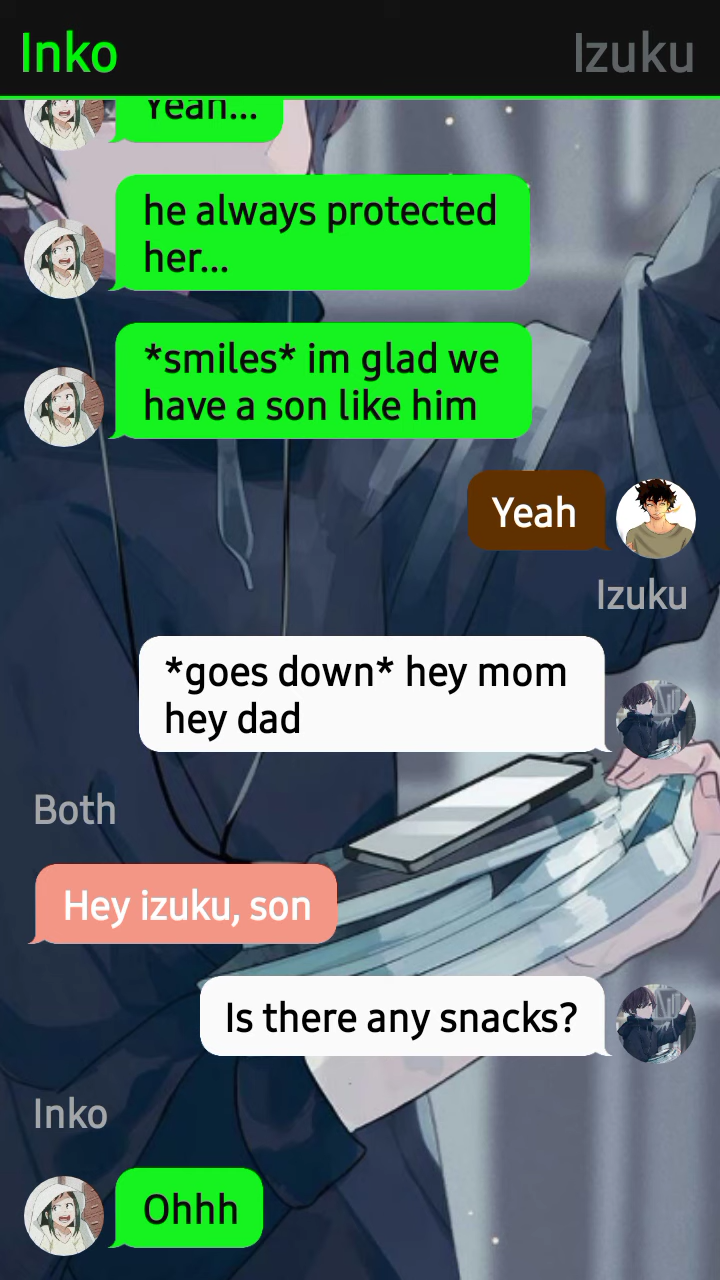 Inko
Izuku
Yeah...
he always protected
her...
*smiles* im glad we
have a son like him
Yeah
Izuku
*goes down* hey mom
hey dad
Both
Hey izuku, son
Is there any snacks?
Inko
Ohhh